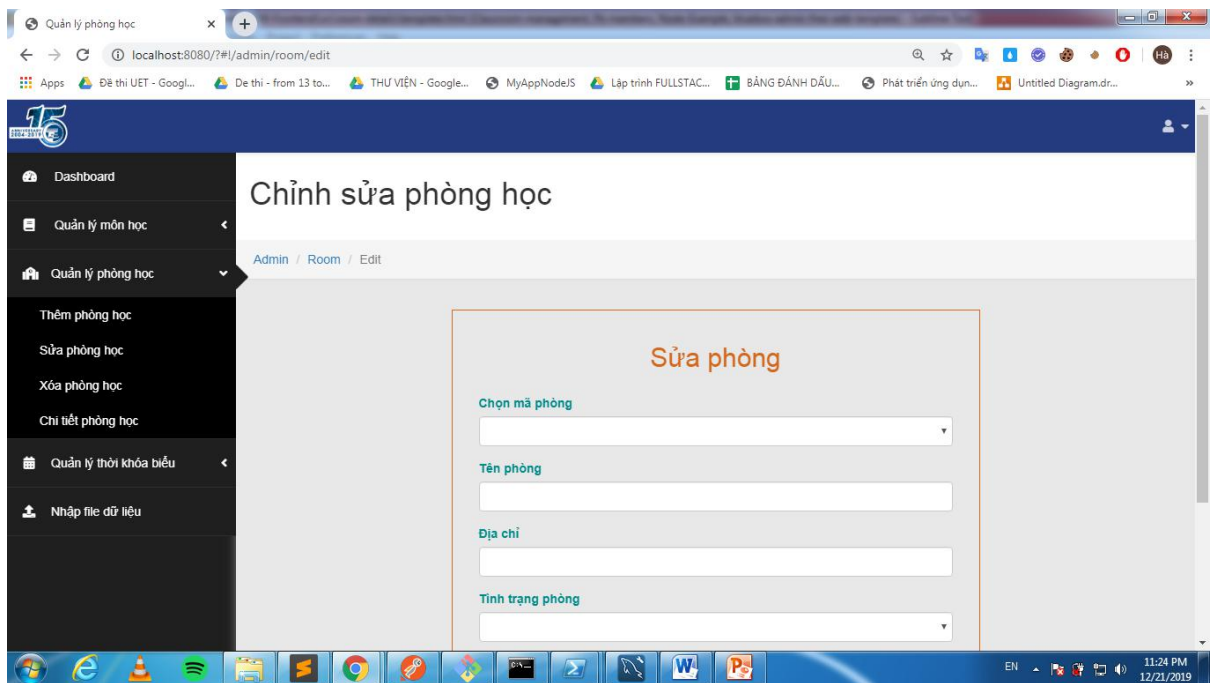 Quản lý phòng học
localhost:8080/?#!/admin/room/edit
Hà
Apps Đề thi UET - Googl... De thi - from 13 to... THƯ VIỆN - Google... MyAppNodeJS Lập trình FULLSTAC... BẢNG ĐÁNH DẤU... Phát triển ứng dụn... Untitled Diagram.dr... »
15
2004-2019
Dashboard
Quản lý môn học
Quản lý phòng học
Thêm phòng học
Sửa phòng học
Xóa phòng học
Chi tiết phòng học
Quản lý thời khóa biểu
Nhập file dữ liệu
Chỉnh sửa phòng học
Admin / Room / Edit
Sửa phòng
Chọn mã phòng
Tên phòng
Địa chỉ
Tình trạng phòng
EN
11:24 PM
12/21/2019